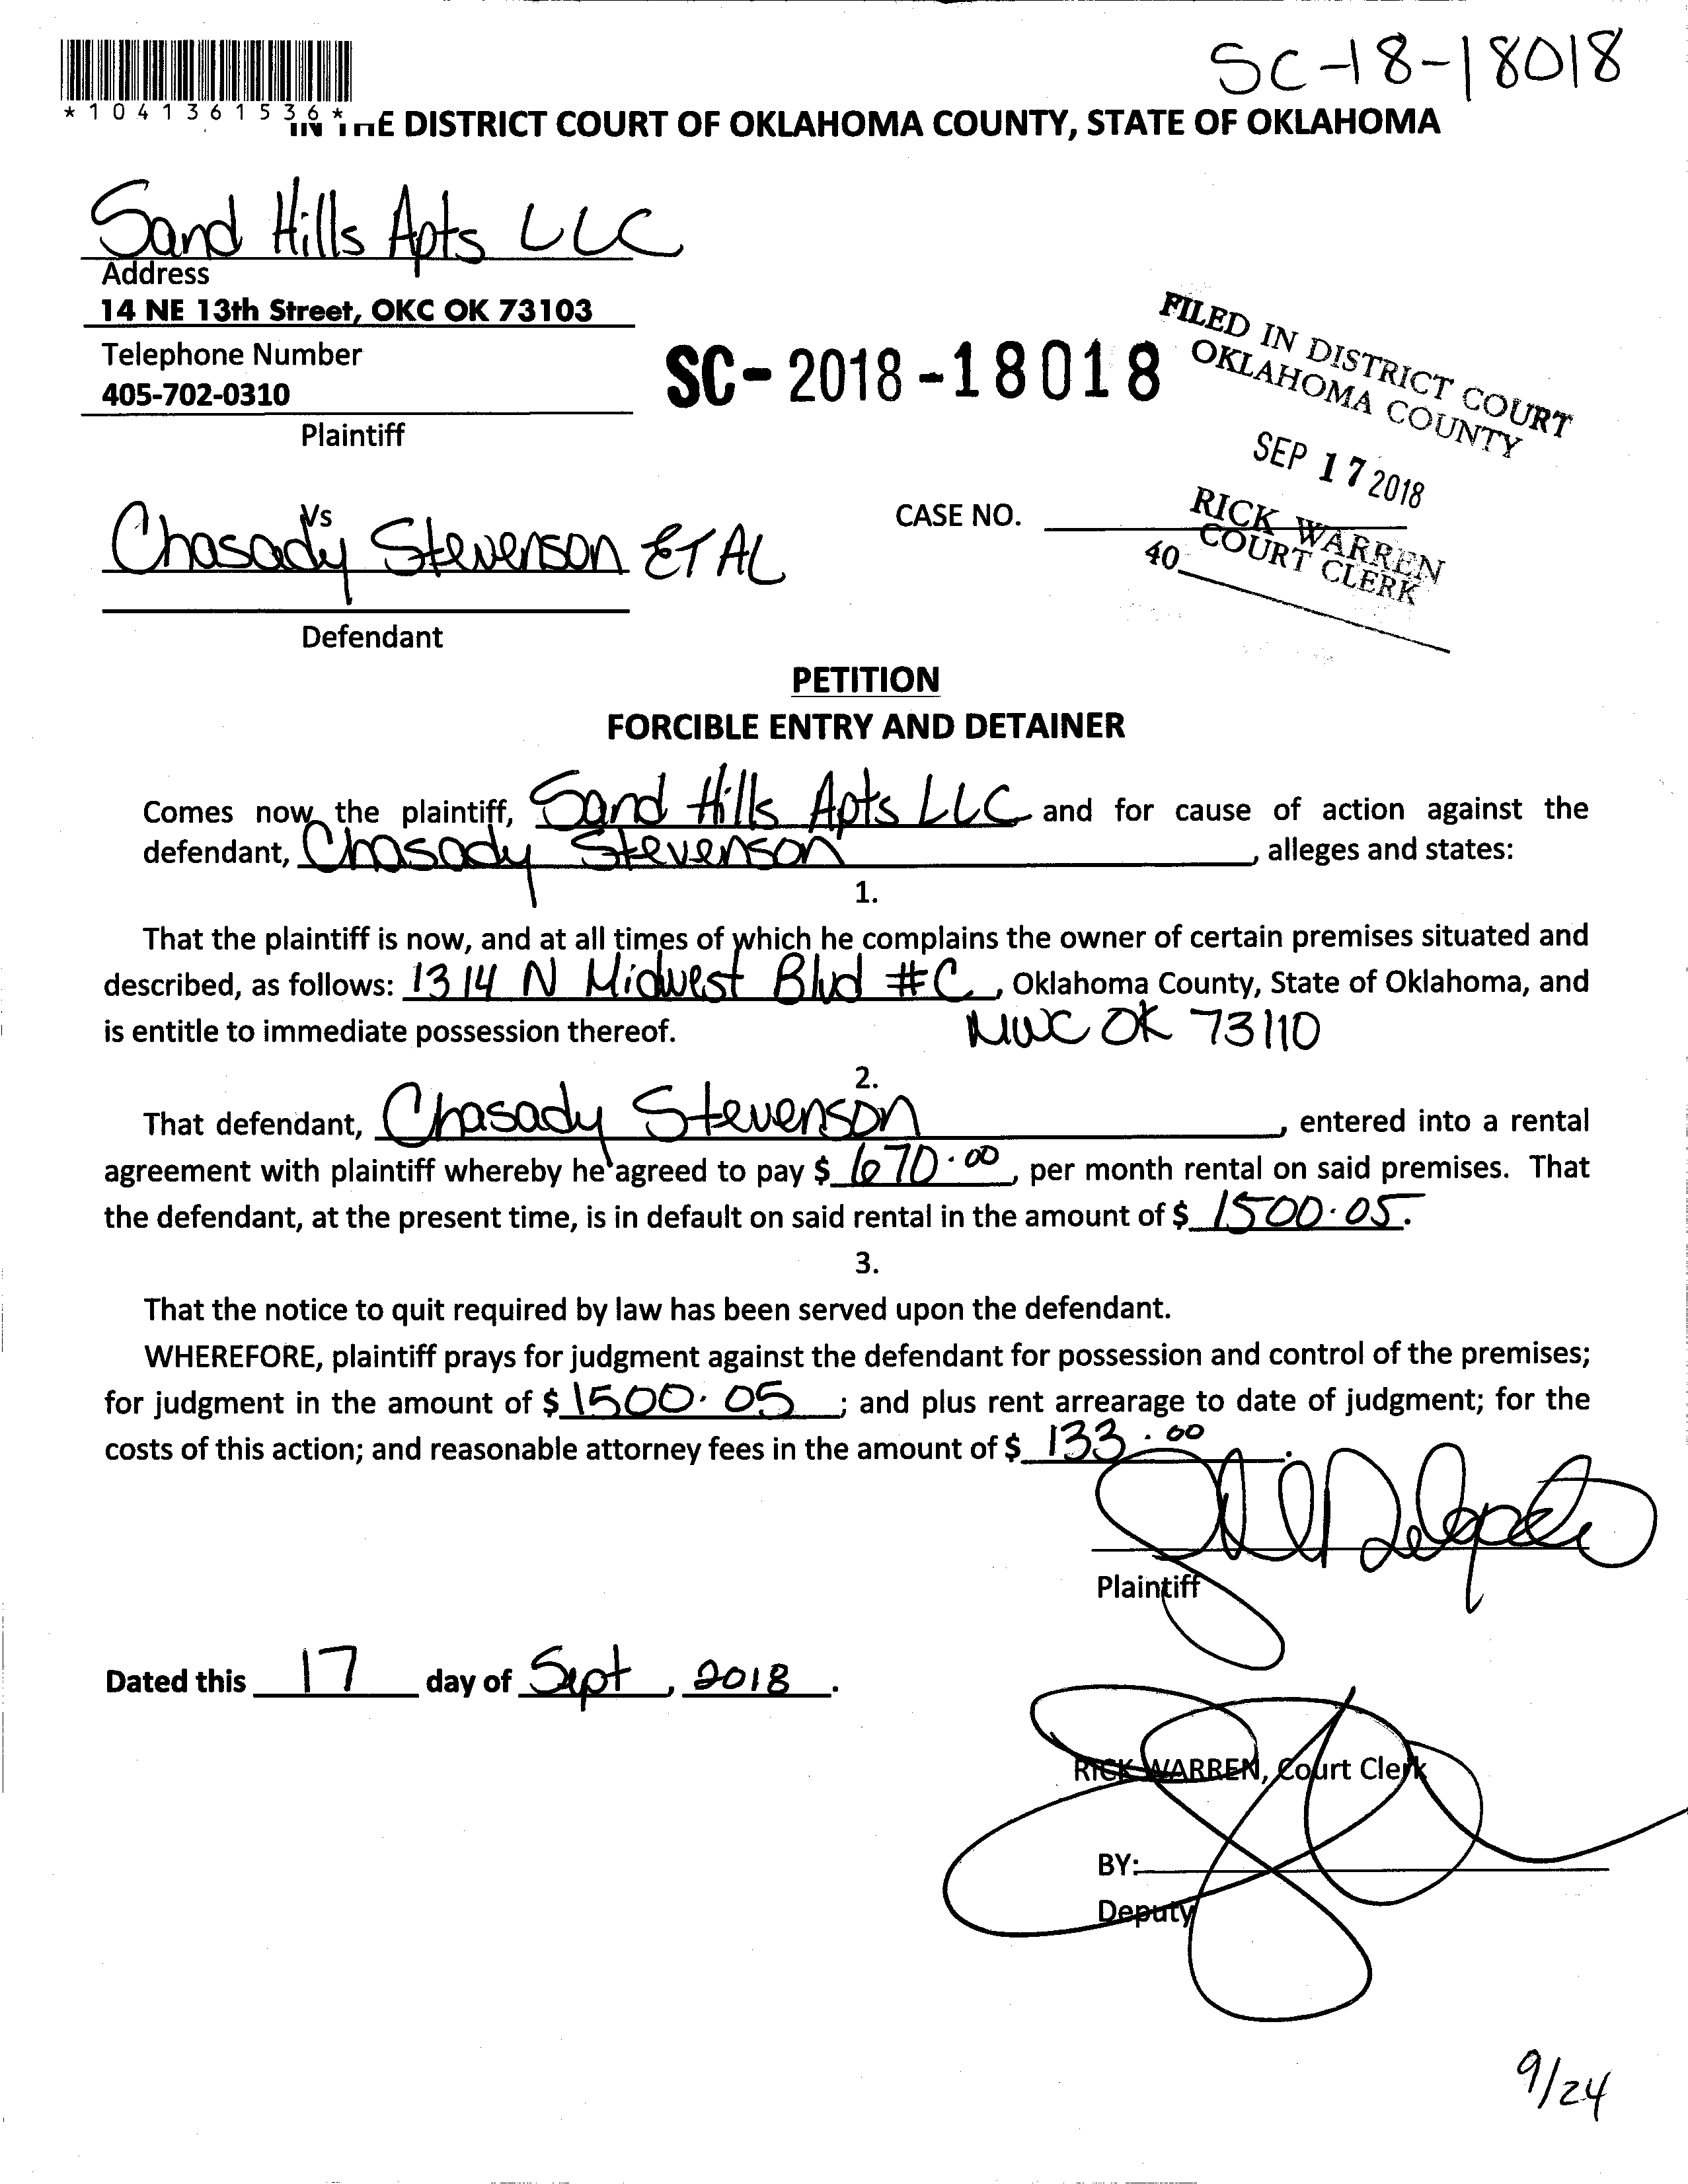 SC-18-18018
*1041361536*
IN THE DISTRICT COURT OF OKLAHOMA COUNTY, STATE OF OKLAHOMA
Sand Hills Apts LLC
Address
14 NE 13th Street, OKC OK 73103
Telephone Number
405-702-0310
Plaintiff
SC-2018-18018
FILED IN DISTRICT COURT
OKLAHOMA COUNTY
SEP 17 2018
RICK WARREN
COURT CLERK
40
Vs
Chasady Stevenson ET AL
Defendant
CASE NO.
PETITION
FORCIBLE ENTRY AND DETAINER
Comes now the plaintiff, Sand Hills Apts LLC and for cause of action against the
defendant, Chasady Stevenson, alleges and states:
1.
That the plaintiff is now, and at all times of which he complains the owner of certain premises situated and
described, as follows: 1314 N Midwest Blvd #C, Oklahoma County, State of Oklahoma, and
is entitle to immediate possession thereof. MWC OK 73110
2.
That defendant, Chasady Stevenson, entered into a rental
agreement with plaintiff whereby he agreed to pay $ 670.00, per month rental on said premises. That
the defendant, at the present time, is in default on said rental in the amount of $ 1500.05.
3.
That the notice to quit required by law has been served upon the defendant.
WHEREFORE, plaintiff prays for judgment against the defendant for possession and control of the premises;
for judgment in the amount of $ 1500.05; and plus rent arrearage to date of judgment; for the
costs of this action; and reasonable attorney fees in the amount of $ 133.00.
Plaintiff
Dated this 17 day of Sept, 2018.
RICK WARREN, Court Clerk
BY:
Deputy
9/24